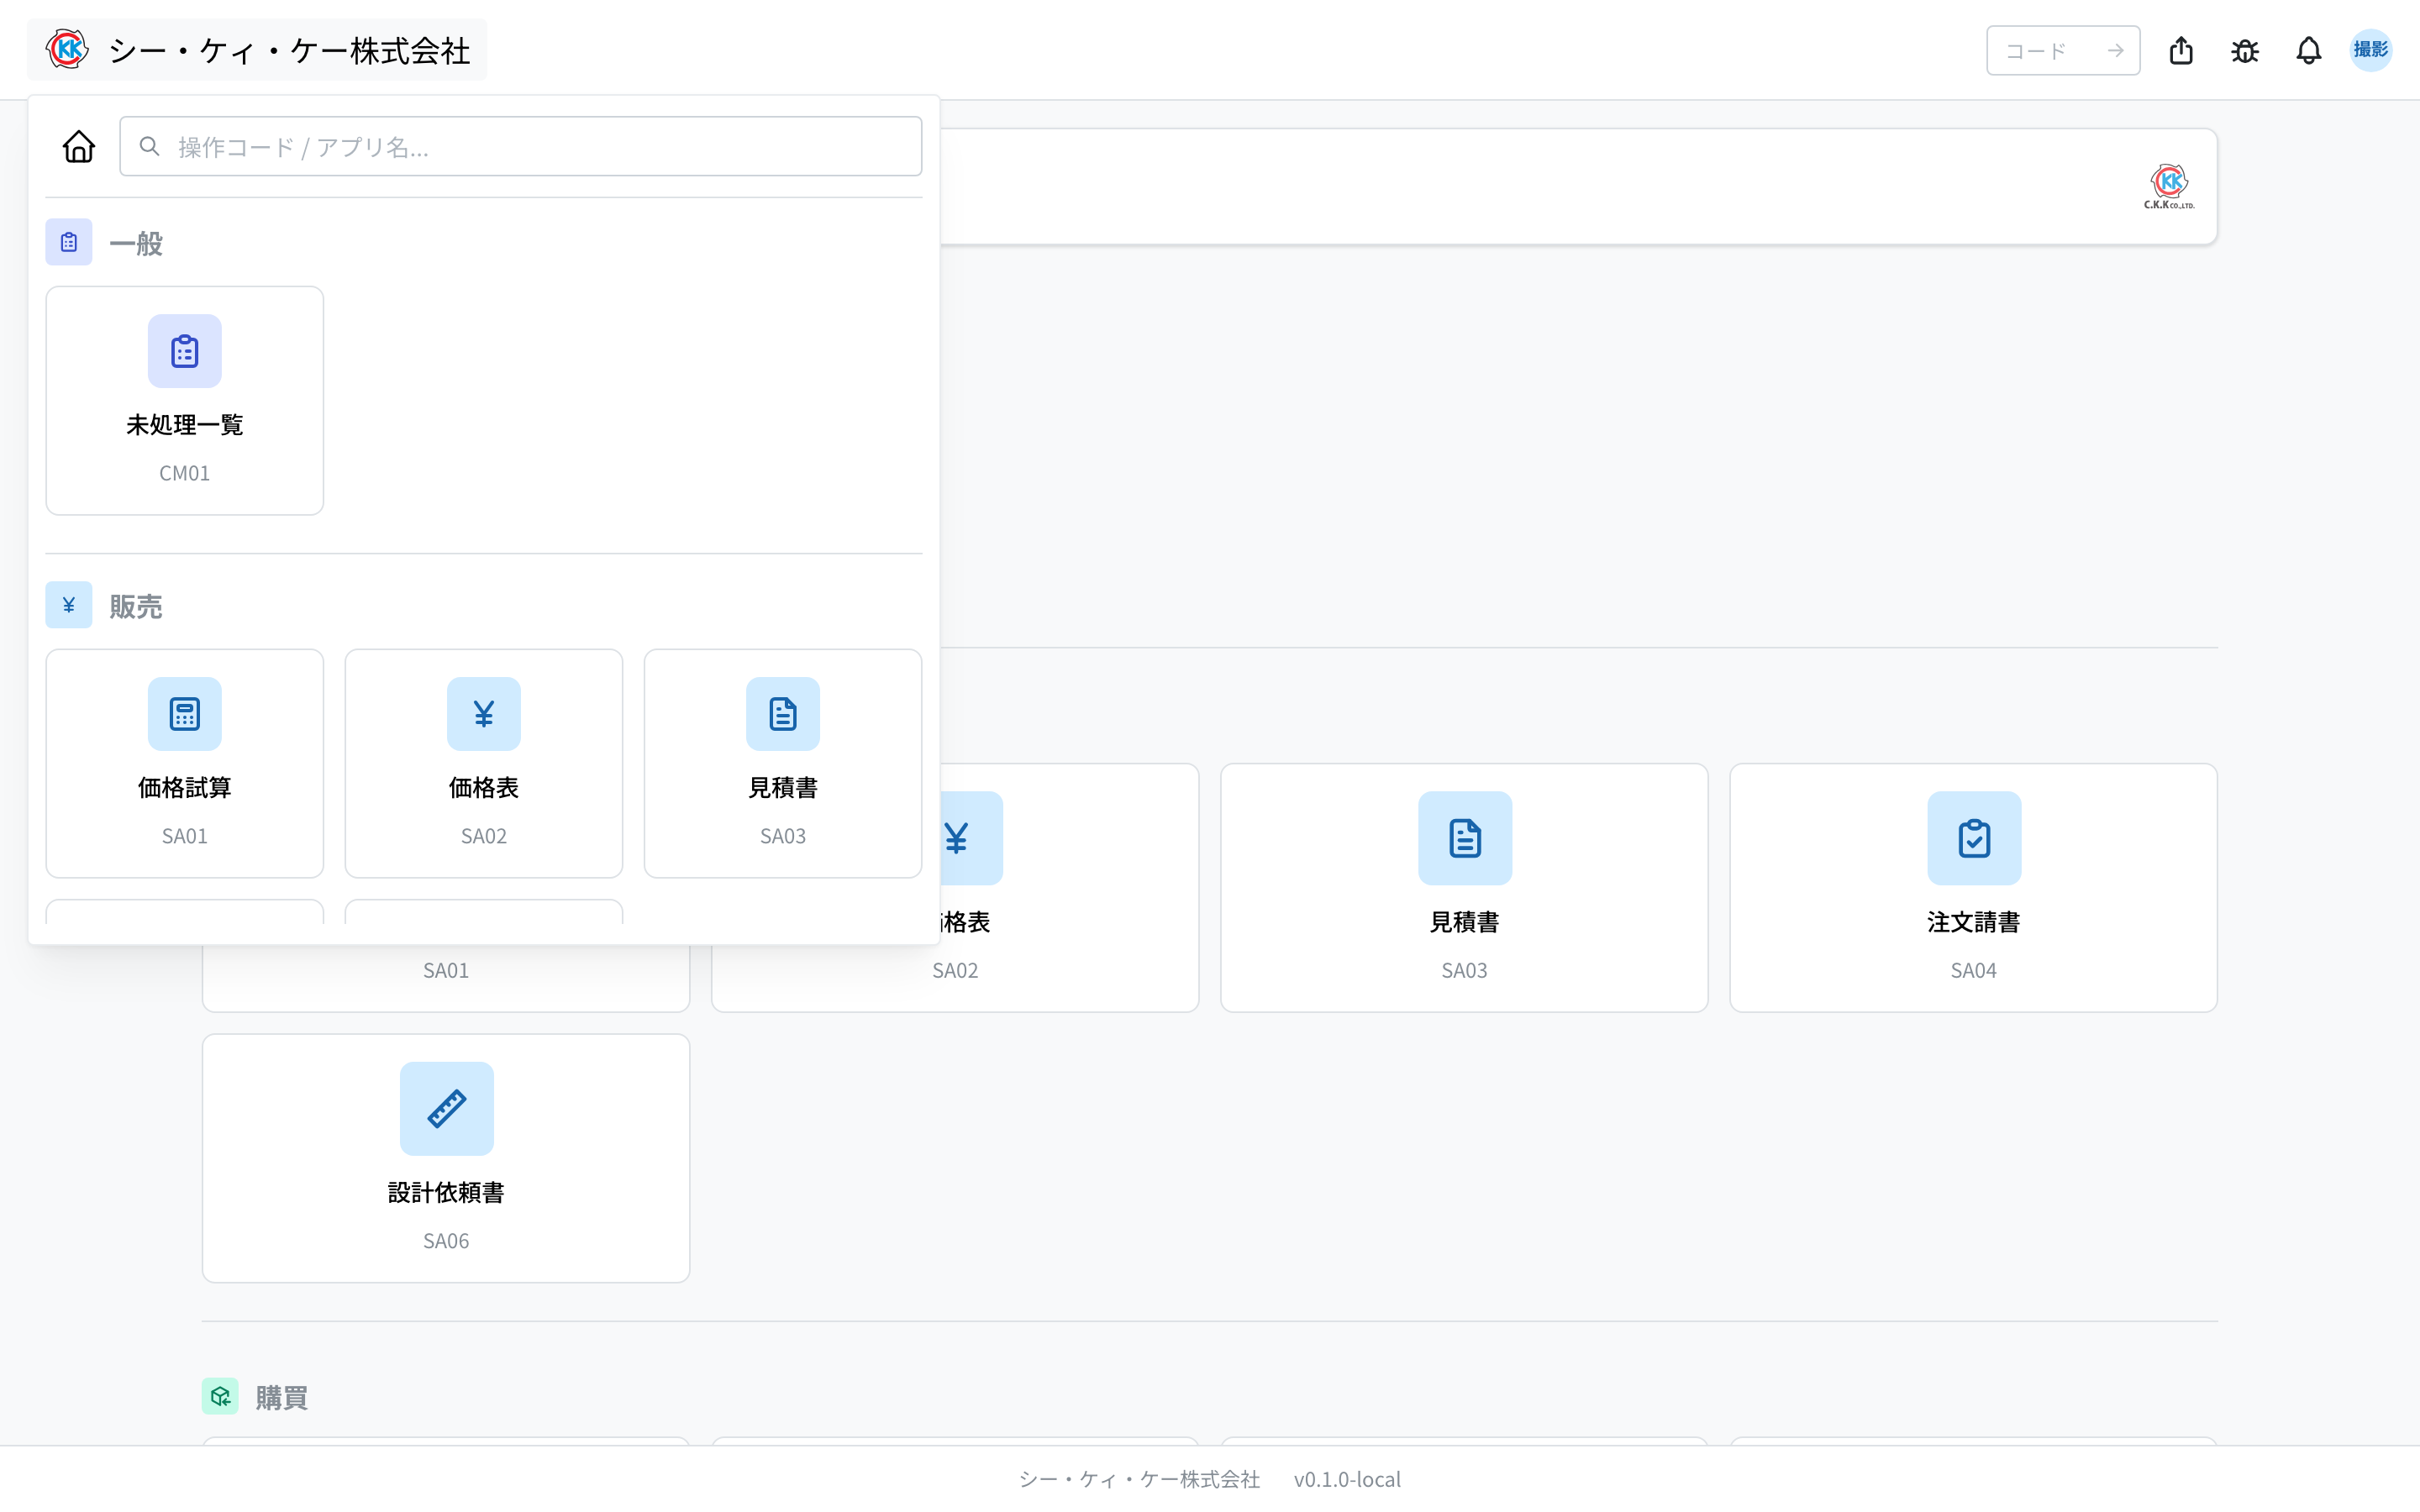 シー・ケィ・ケー株式会社
コード
撮影
操作コード / アプリ名...
C.K.K CO.,LTD.
一般
未処理一覧
CM01
販売
価格試算
SA01
価格表
SA02
見積書
SA03
SA01
格表
SA02
見積書
SA03
注文請書
SA04
設計依頼書
SA06
購買
シー・ケィ・ケー株式会社 v0.1.0-local